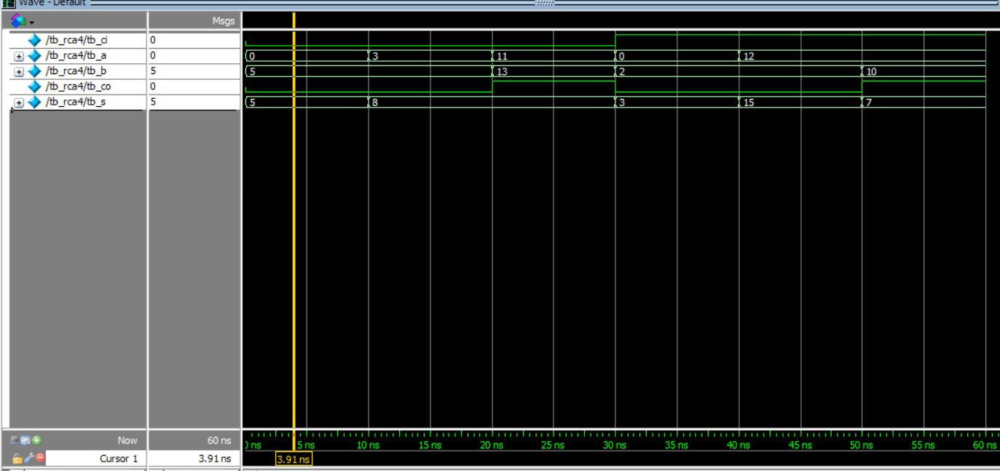 Wave - Default
Msgs
/tb_rca4/tb_ci 0
/tb_rca4/tb_a 0 0 3 11 0 12
/tb_rca4/tb_b 5 5 13 2 10
/tb_rca4/tb_co 0
/tb_rca4/tb_s 5 5 8 3 15 7
Now 60 ns ns 5 ns 10 ns 15 ns 20 ns 25 ns 30 ns 35 ns 40 ns 45 ns 50 ns 55 ns 60 ns
Cursor 1 3.91 ns 3.91 ns